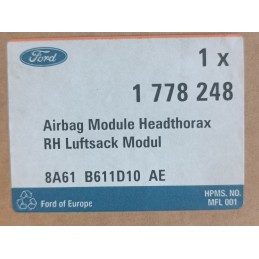 Ford
1 x
1 778 248
Airbag Module Headthorax
RH Luftsack Modul
8A61 B611D10 AE
Ford of Europe
HPMS. NO.
MFL 001